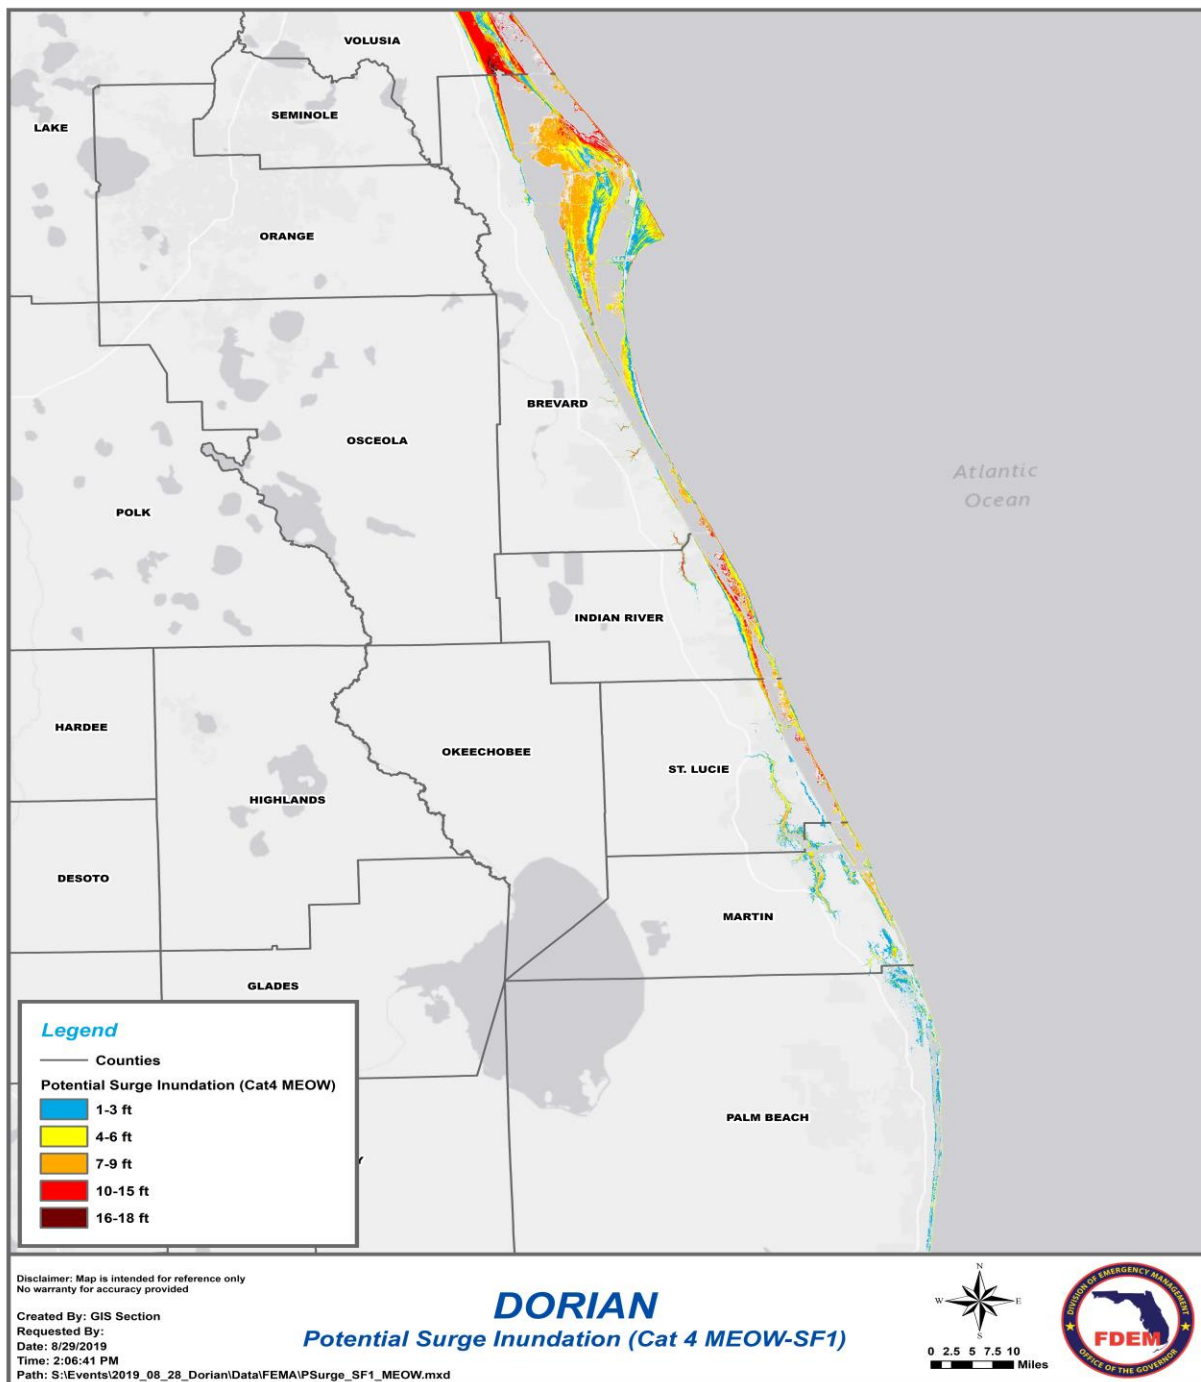 VOLUSIA
SEMINOLE
LAKE
ORANGE
BREVARD
OSCEOLA
Atlantic
Ocean
POLK
INDIAN RIVER
HARDEE
OKEECHOBEE
ST. LUCIE
HIGHLANDS
DESOTO
MARTIN
GLADES
PALM BEACH
Y
Legend
Counties
Potential Surge Inundation (Cat4 MEOW)
1-3 ft
4-6 ft
7-9 ft
10-15 ft
16-18 ft
Disclaimer: Map is intended for reference only
No warranty for accuracy provided
Created By: GIS Section
Requested By:
Date: 8/29/2019
Time: 2:06:41 PM
Path: S:\Events\2019_08_28_Dorian\Data\FEMA\PSurge_SF1_MEOW.mxd
DORIAN
Potential Surge Inundation (Cat 4 MEOW-SF1)
N
W E
S
0 2.5 5 7.5 10
Miles
DIVISION OF EMERGENCY MANAGEMENT
FDEM
OFFICE OF THE GOVERNOR